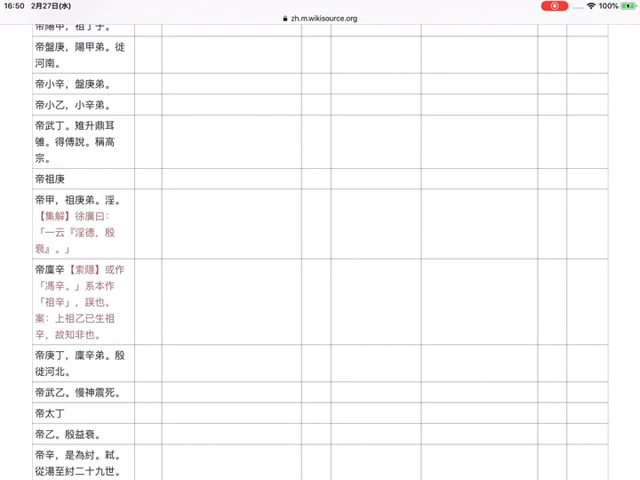 16:50 2月27日(水)
100%
zh.m.wikisource.org
帝陽甲，祖丁子。
帝盤庚，陽甲弟。徙
河南。
帝小辛，盤庚弟。
帝小乙，小辛弟。
帝武丁。雉升鼎耳
雊。得傅說。稱高
宗。
帝祖庚
帝甲，祖庚弟。淫。
【集解】徐廣曰：
「一云『淫德，殷
衰』。」
帝廩辛【索隱】或作
「馮辛。」系本作
「祖辛」，誤也。
案：上祖乙已生祖
辛，故知非也。
帝庚丁，廩辛弟。殷
徙河北。
帝武乙。慢神震死。
帝太丁
帝乙。殷益衰。
帝辛，是為紂。弒。
從湯至紂二十九世。